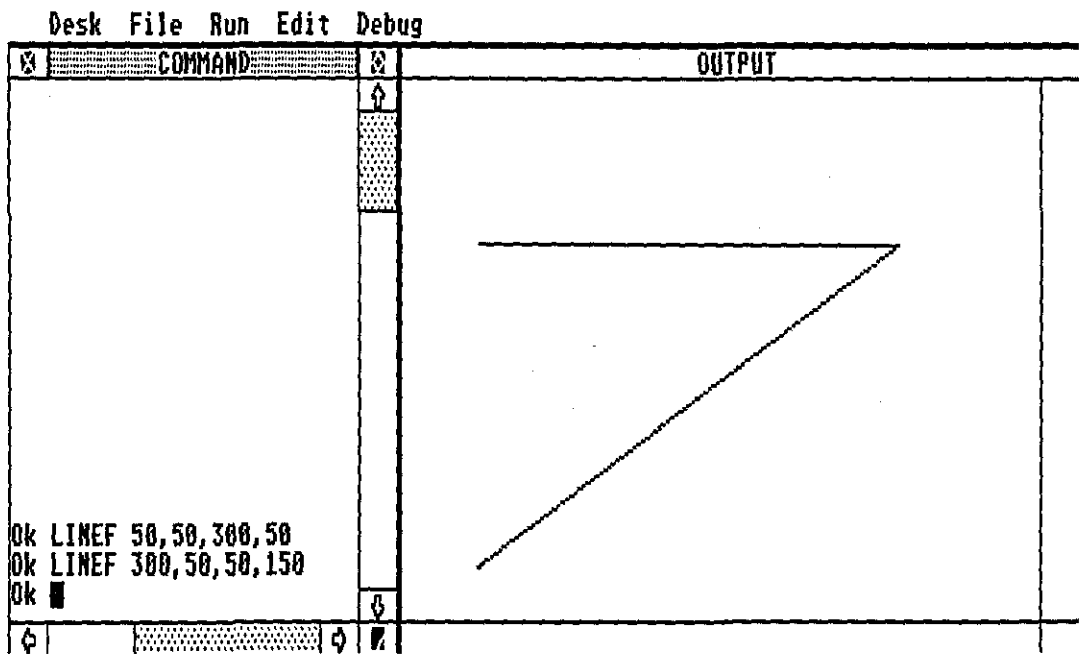 Desk File Run Edit Debug
COMMAND
OUTPUT
Ok LINEF 50,50,300,50
Ok LINEF 300,50,50,150
Ok